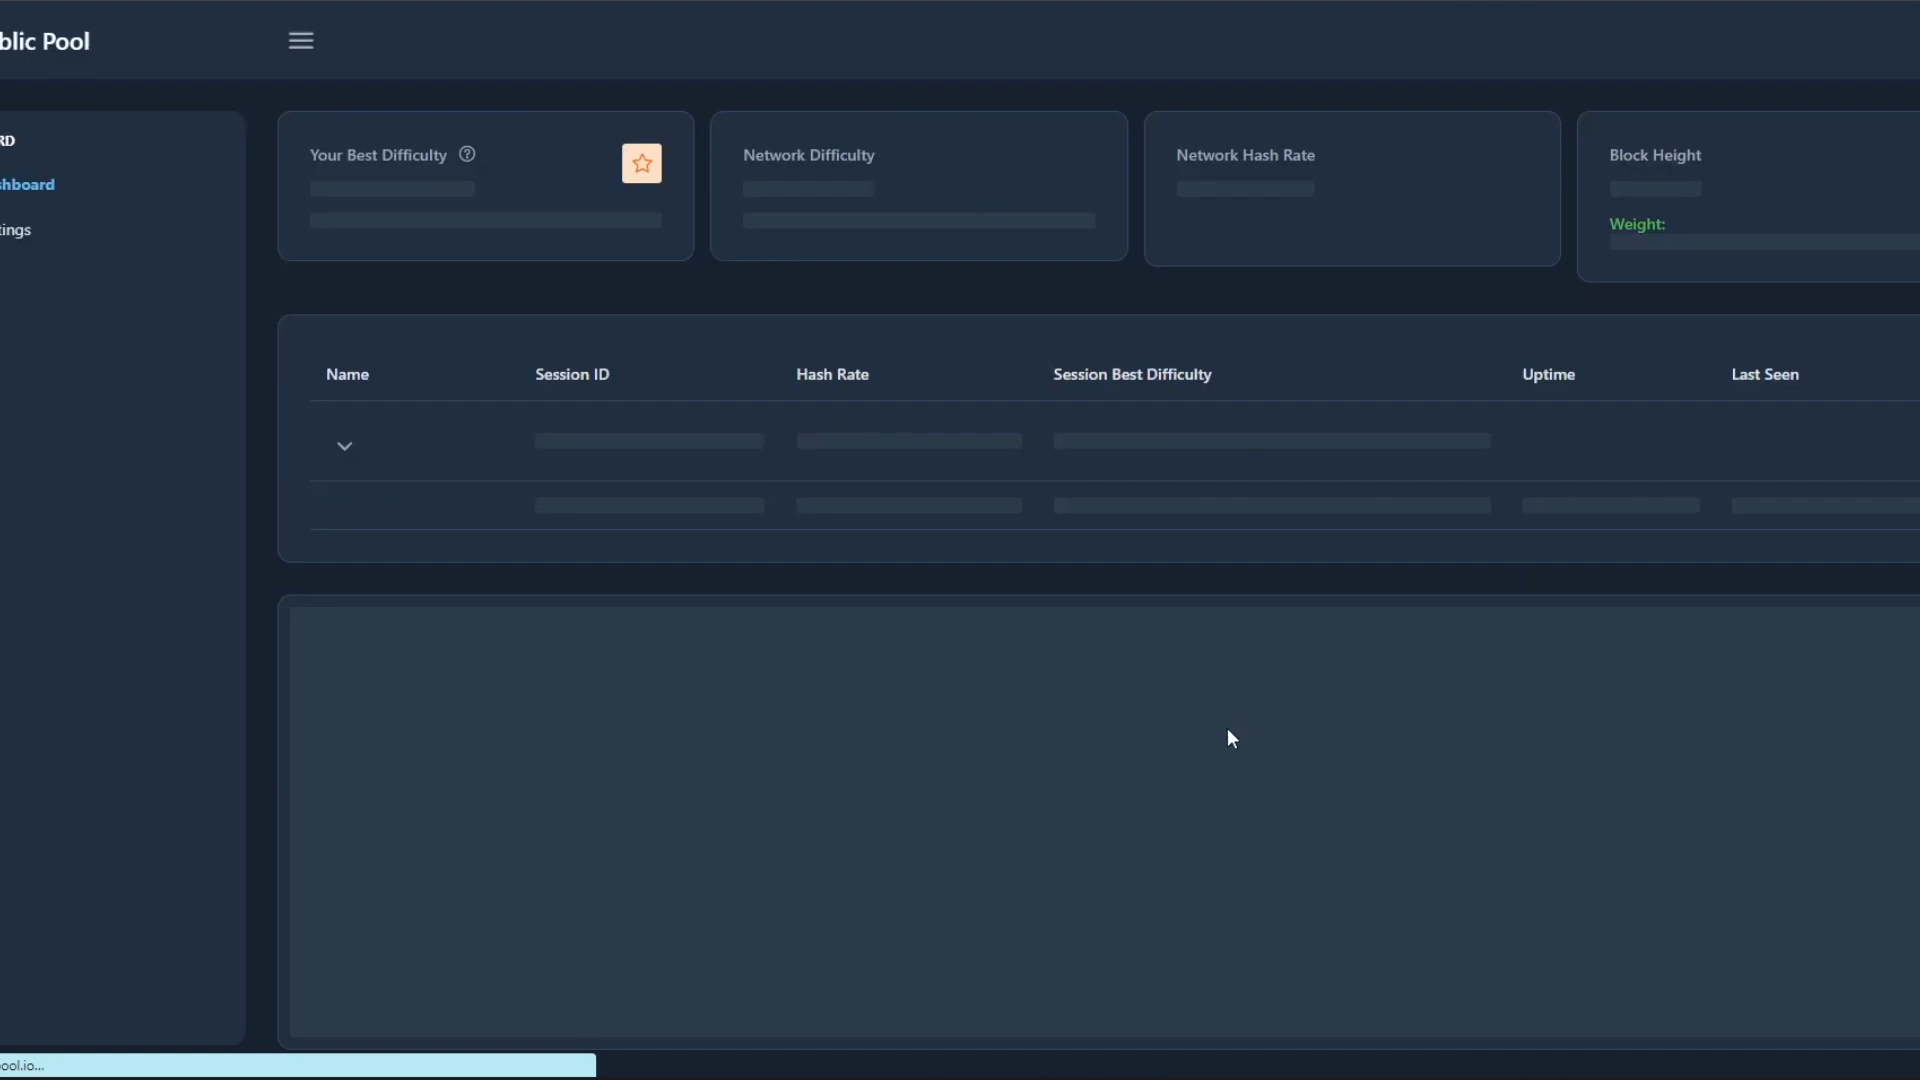 blic Pool
RD
shboard
tings
Your Best Difficulty
Network Difficulty
Network Hash Rate
Block Height
Weight:
Name Session ID Hash Rate Session Best Difficulty Uptime Last Seen
ool.io...